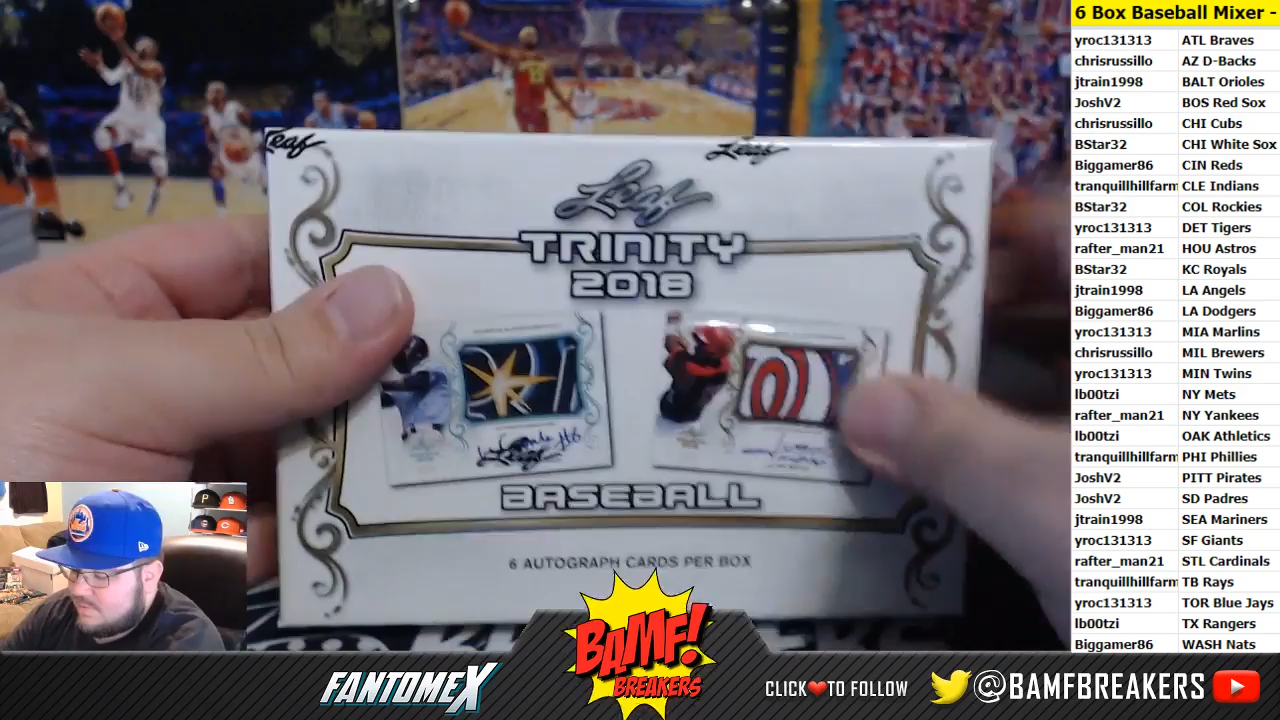 6 Box Baseball Mixer -
yroc131313 ATL Braves
chrisrussillo AZ D-Backs
jtrain1998 BALT Orioles
JoshV2 BOS Red Sox
chrisrussillo CHI Cubs
BStar32 CHI White Sox
Biggamer86 CIN Reds
tranquillhillfarm CLE Indians
BStar32 COL Rockies
yroc131313 DET Tigers
rafter_man21 HOU Astros
BStar32 KC Royals
jtrain1998 LA Angels
Biggamer86 LA Dodgers
yroc131313 MIA Marlins
chrisrussillo MIL Brewers
yroc131313 MIN Twins
lb00tzi NY Mets
rafter_man21 NY Yankees
lb00tzi OAK Athletics
tranquillhillfarm PHI Phillies
JoshV2 PITT Pirates
JoshV2 SD Padres
jtrain1998 SEA Mariners
yroc131313 SF Giants
rafter_man21 STL Cardinals
tranquillhillfarm TB Rays
yroc131313 TOR Blue Jays
lb00tzi TX Rangers
Biggamer86 WASH Nats
Leaf
Leaf
Leaf
TRINITY
2018
BASEBALL
6 AUTOGRAPH CARDS PER BOX
BAMF!
BREAKERS
FANTOMEX
CLICK❤TO FOLLOW
@BAMFBREAKERS